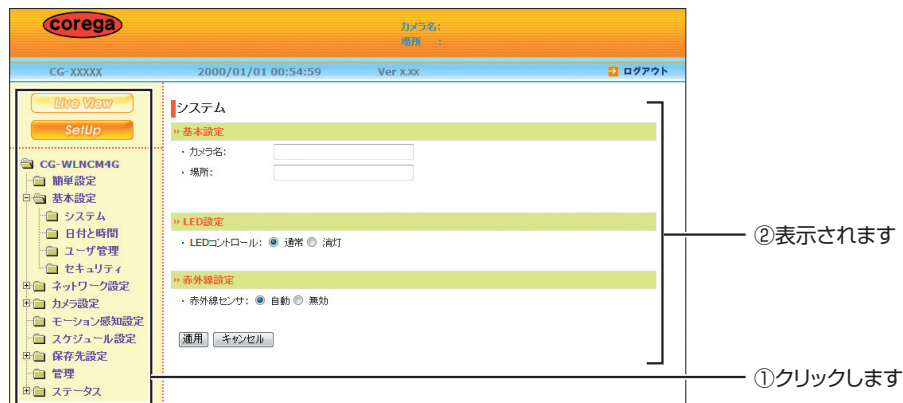 corega
カメラ名:
場所 :
CG-XXXXX 2000/01/01 00:54:59 Ver x.xx ログアウト
Live View
SetUp
CG-WLNCM4G
簡単設定
基本設定
システム
日付と時間
ユーザ管理
セキュリティ
ネットワーク設定
カメラ設定
モーション感知設定
スケジュール設定
保存先設定
管理
ステータス
システム
» 基本設定
・カメラ名:
・場所:
» LED設定
・LEDコントロール: 通常 消灯
» 赤外線設定
・赤外線センサ: 自動 無効
適用 キャンセル
②表示されます
①クリックします